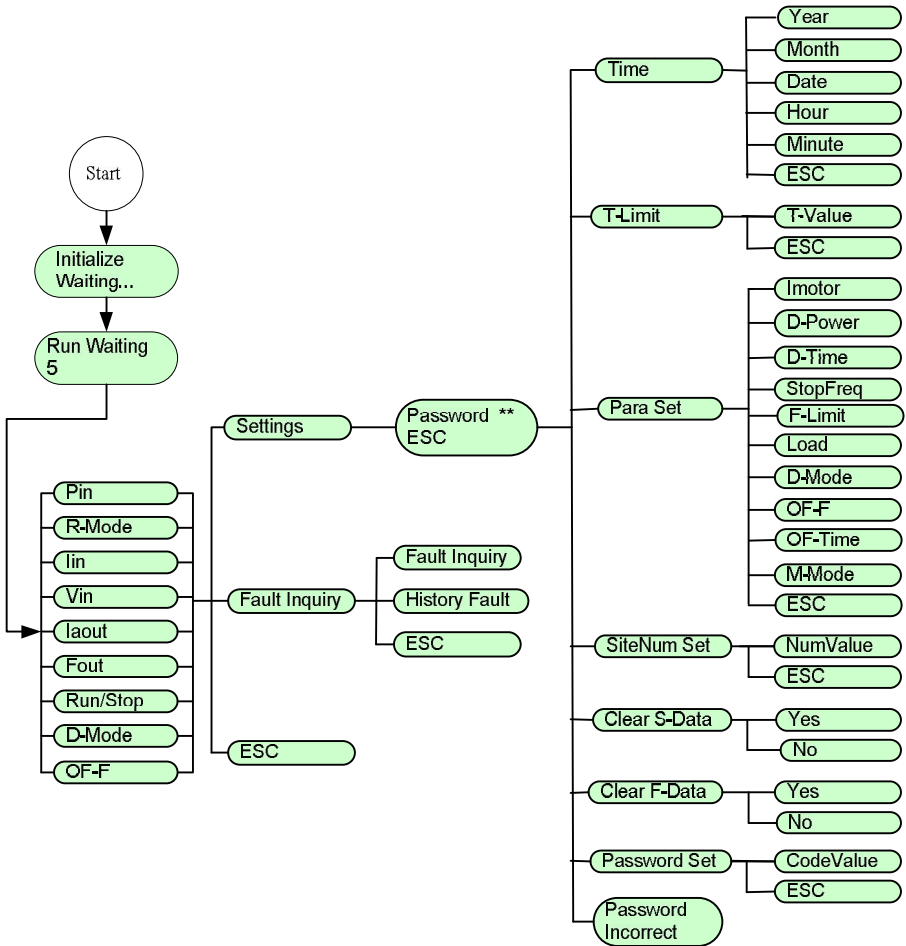 Start
Initialize
Waiting...
Run Waiting
5
Pin
R-Mode
Iin
Vin
Iaout
Fout
Run/Stop
D-Mode
OF-F
Settings
Fault Inquiry
ESC
Password **
ESC
Fault Inquiry
History Fault
ESC
Time
Year
Month
Date
Hour
Minute
ESC
T-Limit
T-Value
ESC
Para Set
Imotor
D-Power
D-Time
StopFreq
F-Limit
Load
D-Mode
OF-F
OF-Time
M-Mode
ESC
SiteNum Set
NumValue
ESC
Clear S-Data
Yes
No
Clear F-Data
Yes
No
Password Set
CodeValue
ESC
Password
Incorrect